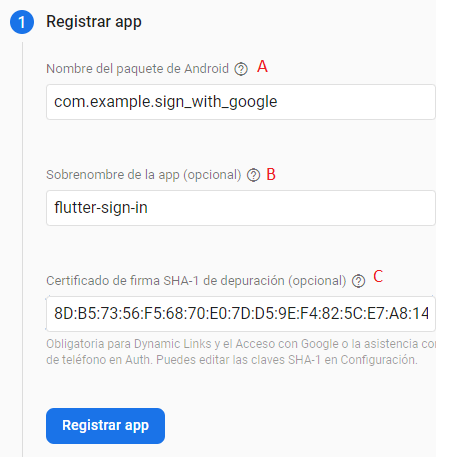 1 Registrar app
Nombre del paquete de Android ? A
com.example.sign_with_google
Sobrenombre de la app (opcional) ? B
flutter-sign-in
Certificado de firma SHA-1 de depuración (opcional) ? C
8D:B5:73:56:F5:68:70:E0:7D:D5:9E:F4:82:5C:E7:A8:14
Obligatoria para Dynamic Links y el Acceso con Google o la asistencia co
de teléfono en Auth. Puedes editar las claves SHA-1 en Configuración.
Registrar app